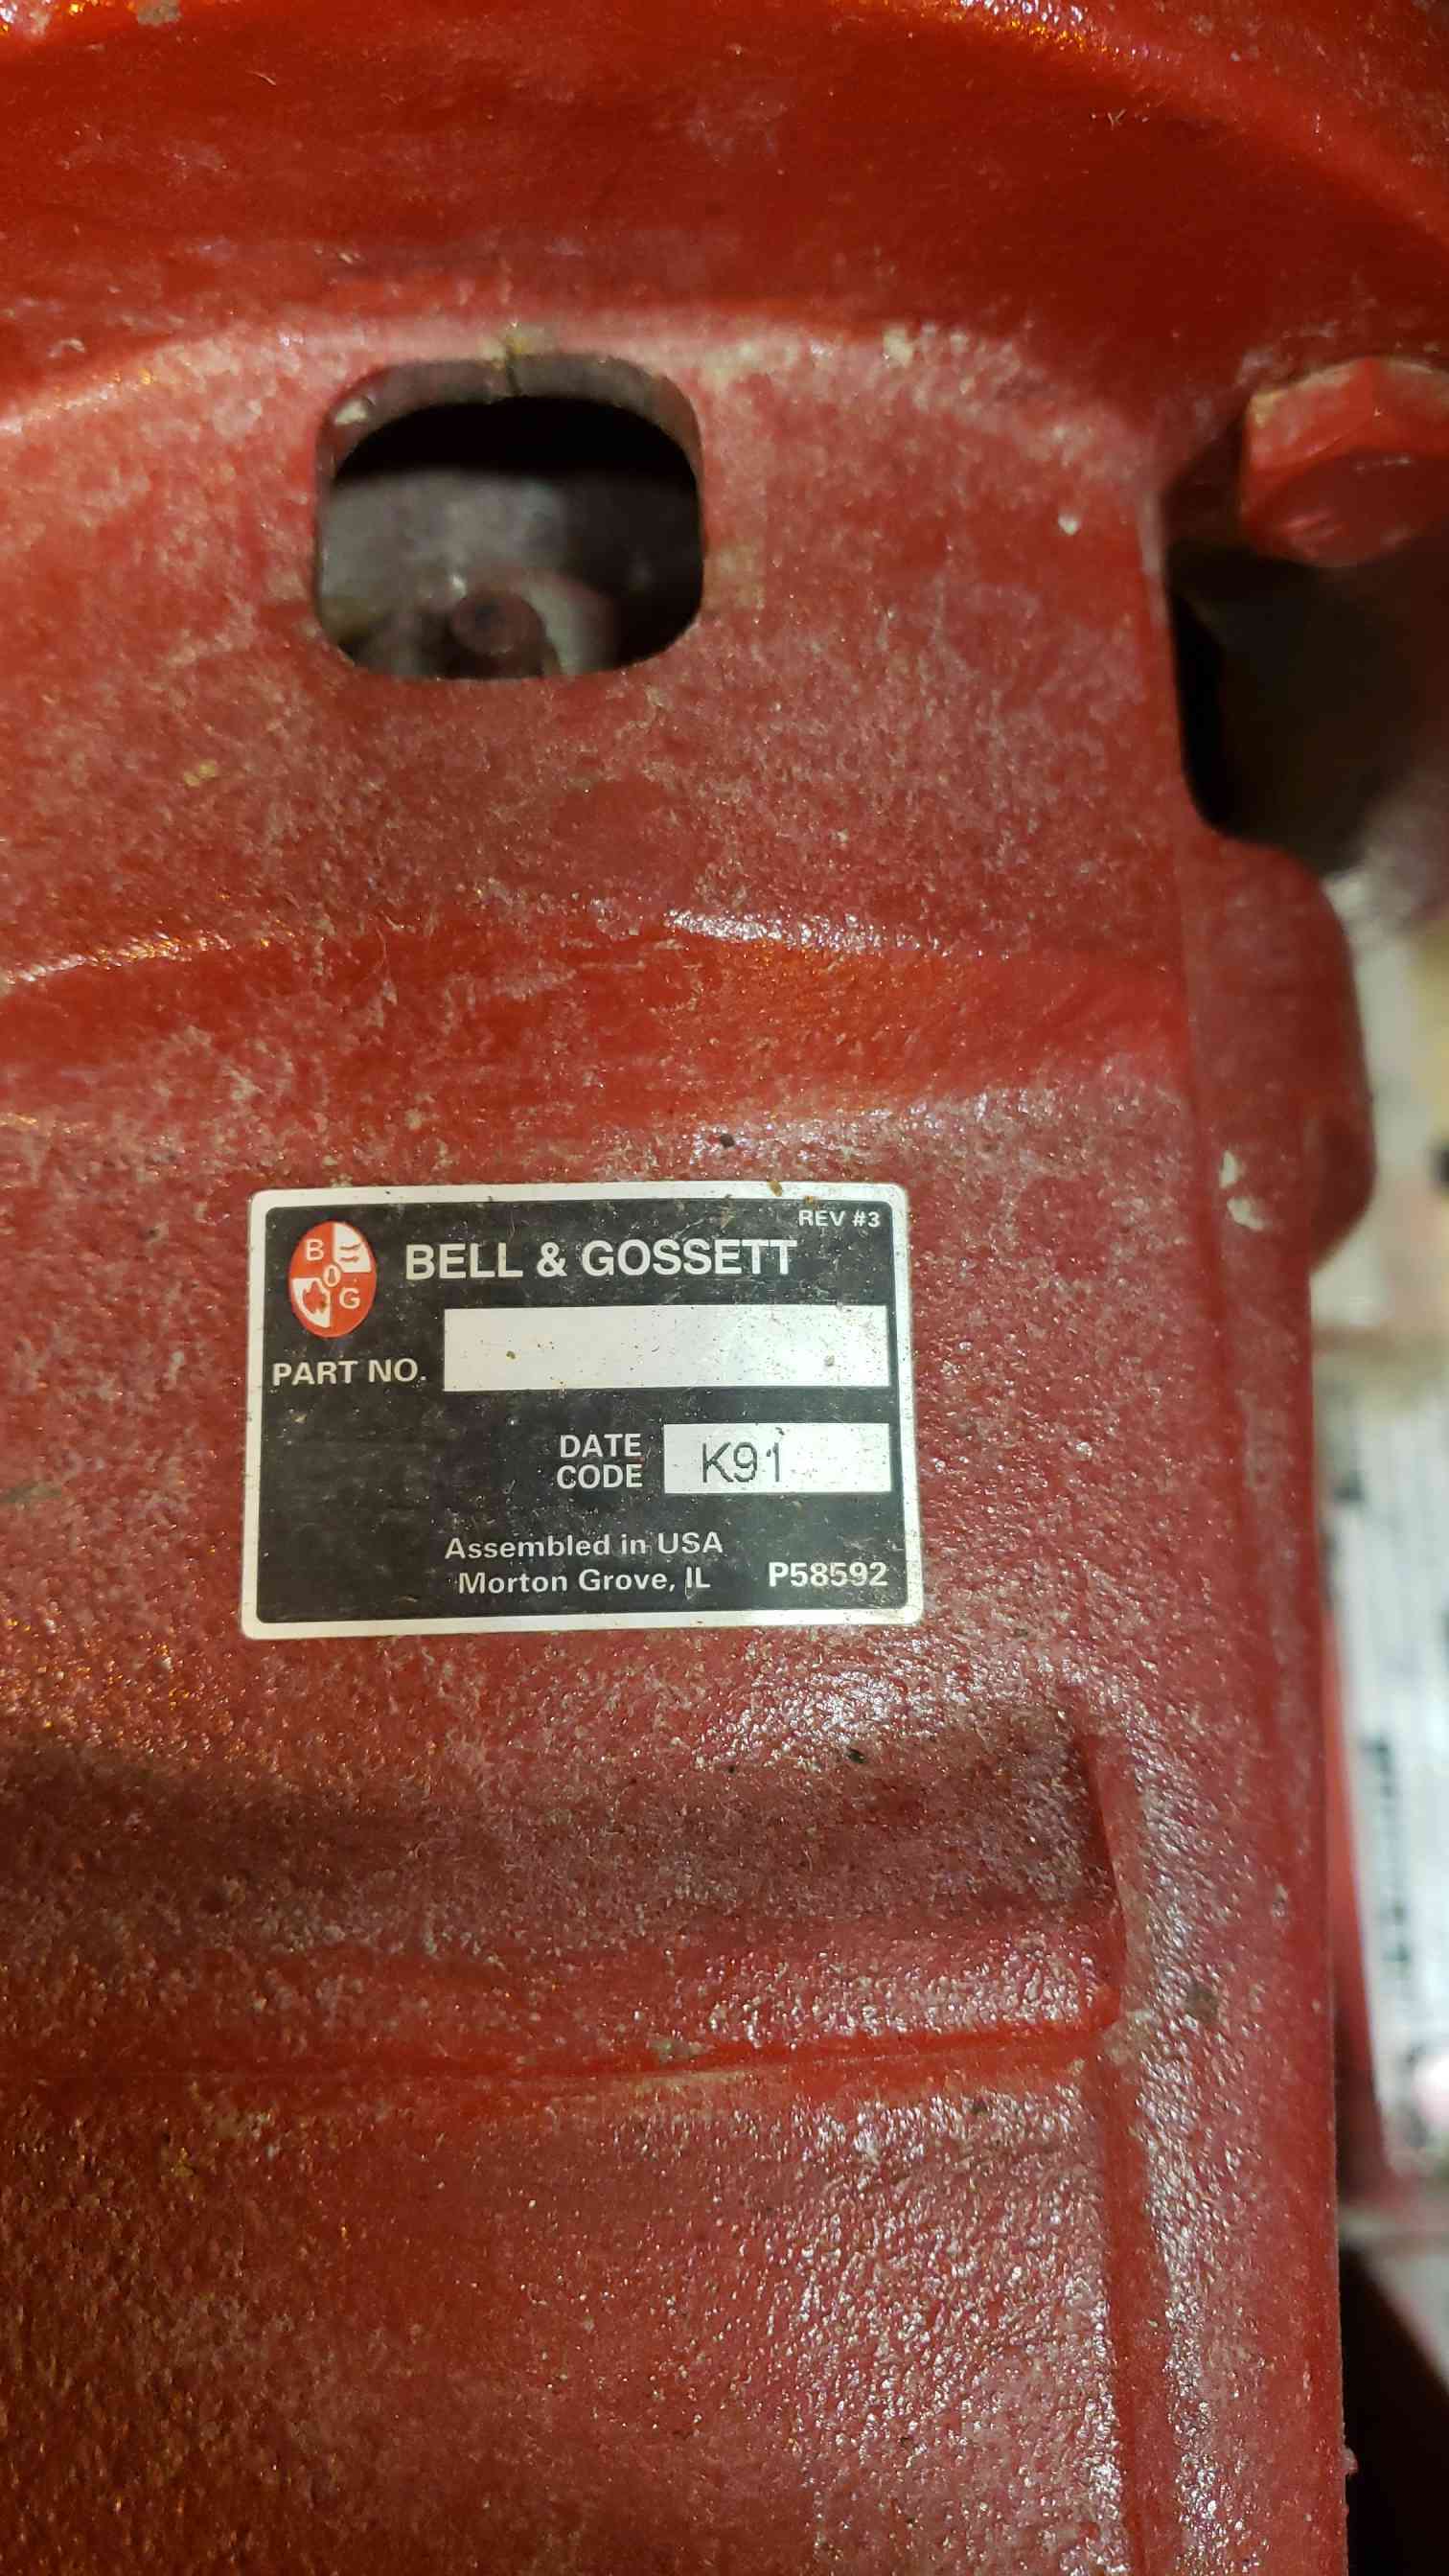 REV #3
B G
BELL & GOSSETT
PART NO.
DATE
CODE
K91
Assembled in USA
Morton Grove, IL
P58592